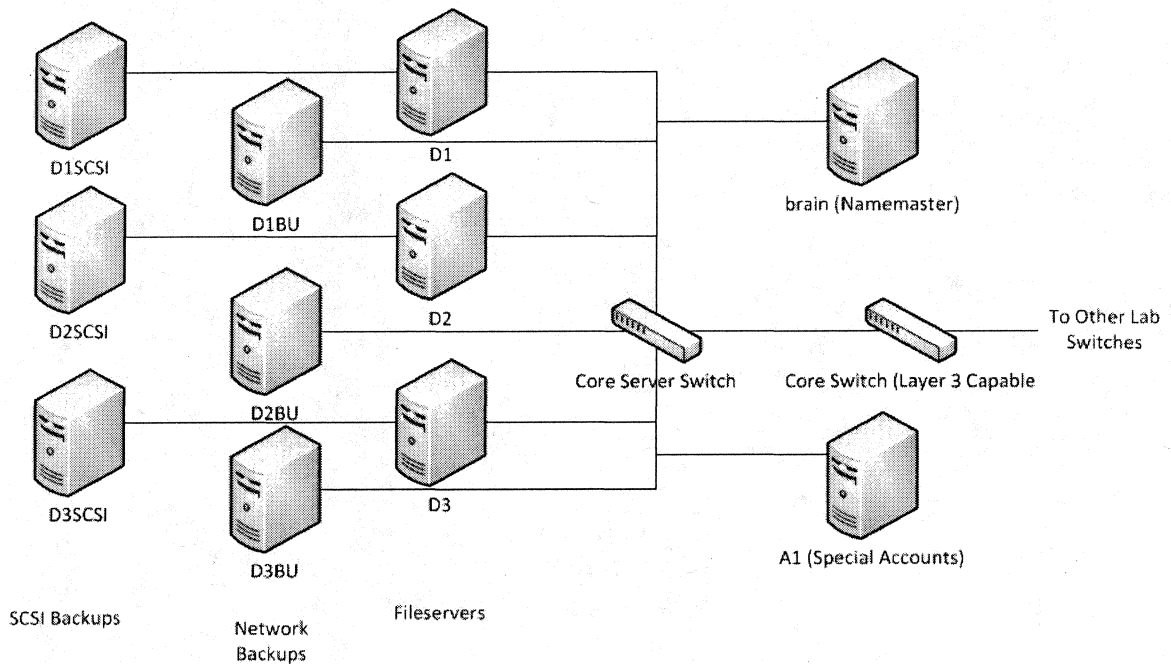 D1SCSI
D1
D1BU
brain (Namemaster)
D2SCSI
D2
To Other Lab
Switches
Core Server Switch
Core Switch (Layer 3 Capable
D2BU
D3SCSI
D3
A1 (Special Accounts)
D3BU
SCSI Backups
Network
Backups
Fileservers